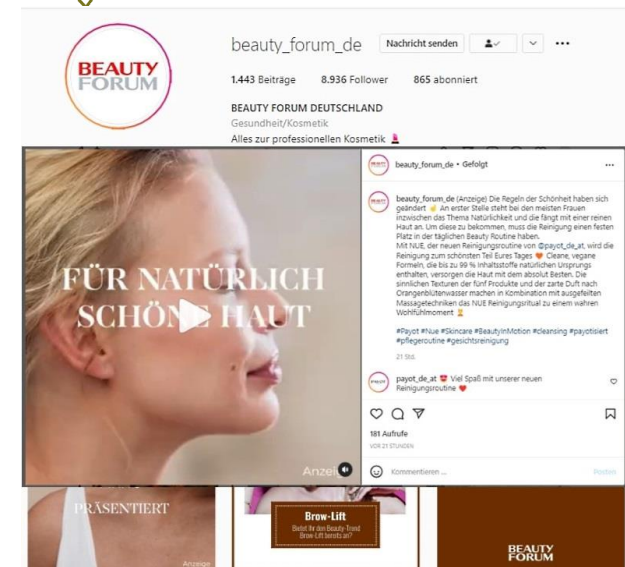 BEAUTY
FORUM
beauty_forum_de
Nachricht senden
1.443 Beiträge 8.936 Follower 865 abonniert
BEAUTY FORUM DEUTSCHLAND
Gesundheit/Kosmetik
Alles zur professionellen Kosmetik
FÜR NATÜRLICH
SCHÖNE HAUT
Anzeige
beauty_forum_de • Gefolgt
beauty_forum_de (Anzeige) Die Regeln der Schönheit haben sich
geändert ☝ An erster Stelle steht bei den meisten Frauen
inzwischen das Thema Natürlichkeit und die fängt mit einer reinen
Haut an. Um diese zu bekommen, muss die Reinigung einen festen
Platz in der täglichen Beauty Routine haben.
Mit NUE, der neuen Reinigungsroutine von @payot_de_at, wird die
Reinigung zum schönsten Teil Eures Tages 🧡 Cleane, vegane
Formeln, die bis zu 99 % Inhaltsstoffe natürlichen Ursprungs
enthalten, versorgen die Haut mit dem absolut Besten. Die
sinnlichen Texturen der fünf Produkte und der zarte Duft nach
Orangenblütenwasser machen in Kombination mit ausgefeilten
Massagetechniken das NUE Reinigungsritual zu einem wahren
Wohlfühlmoment
#Payot #Nue #Skincare #BeautyInMotion #cleansing #payotisiert
#pflegeroutine #gesichtsreinigung
21 Std.
payot_de_at 😍 Viel Spaß mit unserer neuen
Reinigungsroutine ❤️
181 Aufrufe
VOR 21 STUNDEN
Kommentieren ...
Posten
PRÄSENTIERT
Anzeige
Brow-Lift
Bietet Ihr den Beauty-Trend
Brow-Lift bereits an?
BEAUTY
FORUM